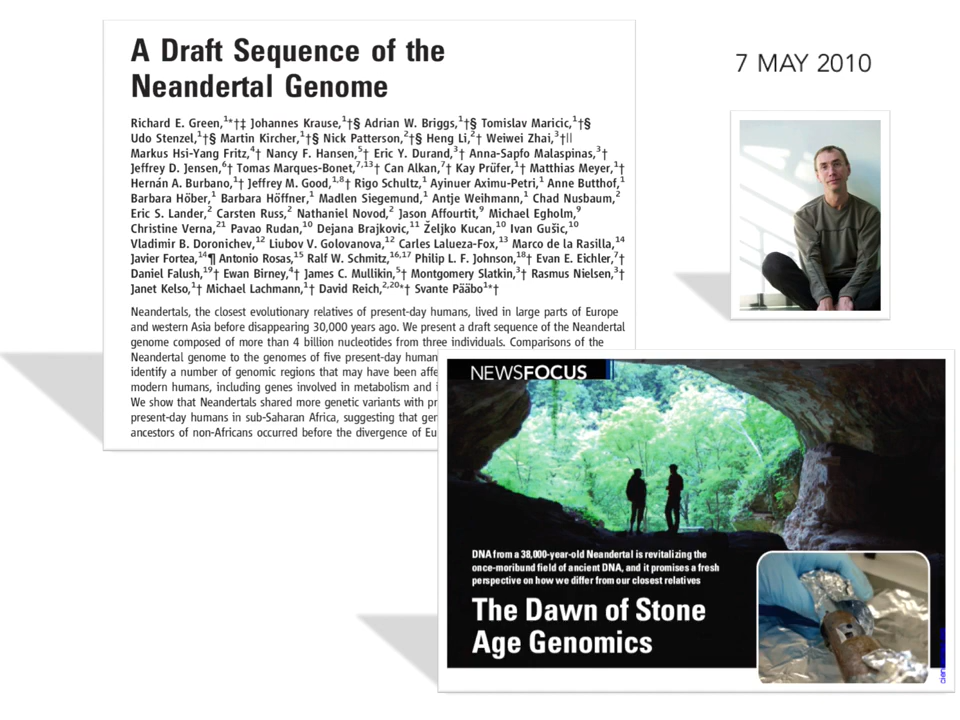 A Draft Sequence of the
Neandertal Genome
Richard E. Green,¹*†‡ Johannes Krause,¹†§ Adrian W. Briggs,¹†§ Tomislav Maricic,¹†§
Udo Stenzel,¹†§ Martin Kircher,¹†§ Nick Patterson,²†§ Heng Li,²† Weiwei Zhai,³†||
Markus Hsi-Yang Fritz,⁴† Nancy F. Hansen,⁵† Eric Y. Durand,³† Anna-Sapfo Malaspinas,³†
Jeffrey D. Jensen,⁶† Tomas Marques-Bonet,⁷,¹³† Can Alkan,⁷† Kay Prüfer,¹† Matthias Meyer,¹†
Hernán A. Burbano,¹† Jeffrey M. Good,¹,⁸† Rigo Schultz,¹ Ayinuer Aximu-Petri,¹ Anne Butthof,¹
Barbara Höber,¹ Barbara Höffner,¹ Madlen Siegemund,¹ Antje Weihmann,¹ Chad Nusbaum,²
Eric S. Lander,² Carsten Russ,² Nathaniel Novod,² Jason Affourtit,⁹ Michael Egholm,⁹
Christine Verna,²¹ Pavao Rudan,¹⁰ Dejana Brajkovic,¹¹ Željko Kucan,¹⁰ Ivan Gušic,¹⁰
Vladimir B. Doronichev,¹² Liubov V. Golovanova,¹² Carles Lalueza-Fox,¹³ Marco de la Rasilla,¹⁴
Javier Fortea,¹⁴¶ Antonio Rosas,¹⁵ Ralf W. Schmitz,¹⁶,¹⁷ Philip L. F. Johnson,¹⁸† Evan E. Eichler,⁷†
Daniel Falush,¹⁹† Ewan Birney,⁴† James C. Mullikin,⁵† Montgomery Slatkin,³† Rasmus Nielsen,³†
Janet Kelso,¹† Michael Lachmann,¹† David Reich,²,²⁰*† Svante Pääbo¹*†
Neandertals, the closest evolutionary relatives of present-day humans, lived in large parts of Europe
and western Asia before disappearing 30,000 years ago. We present a draft sequence of the Neandertal
genome composed of more than 4 billion nucleotides from three individuals. Comparisons of the
Neandertal genome to the genomes of five present-day human
identify a number of genomic regions that may have been affe
modern humans, including genes involved in metabolism and i
We show that Neandertals shared more genetic variants with pr
present-day humans in sub-Saharan Africa, suggesting that ger
ancestors of non-Africans occurred before the divergence of Eu
7 MAY 2010
NEWSFOCUS
DNA from a 38,000-year-old Neandertal is revitalizing the
once-moribund field of ancient DNA, and it promises a fresh
perspective on how we differ from our closest relatives
The Dawn of Stone
Age Genomics